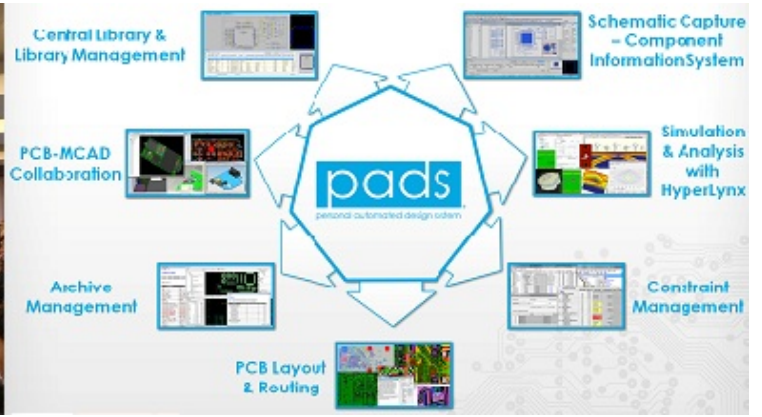 Central Library &
Library Management
Schematic Capture
– Component
Information System
PCB-MCAD
Collaboration
Simulation
& Analysis
with
HyperLynx
pads
personal automated design sistem
Archive
Management
Constraint
Management
PCB Layout
& Routing